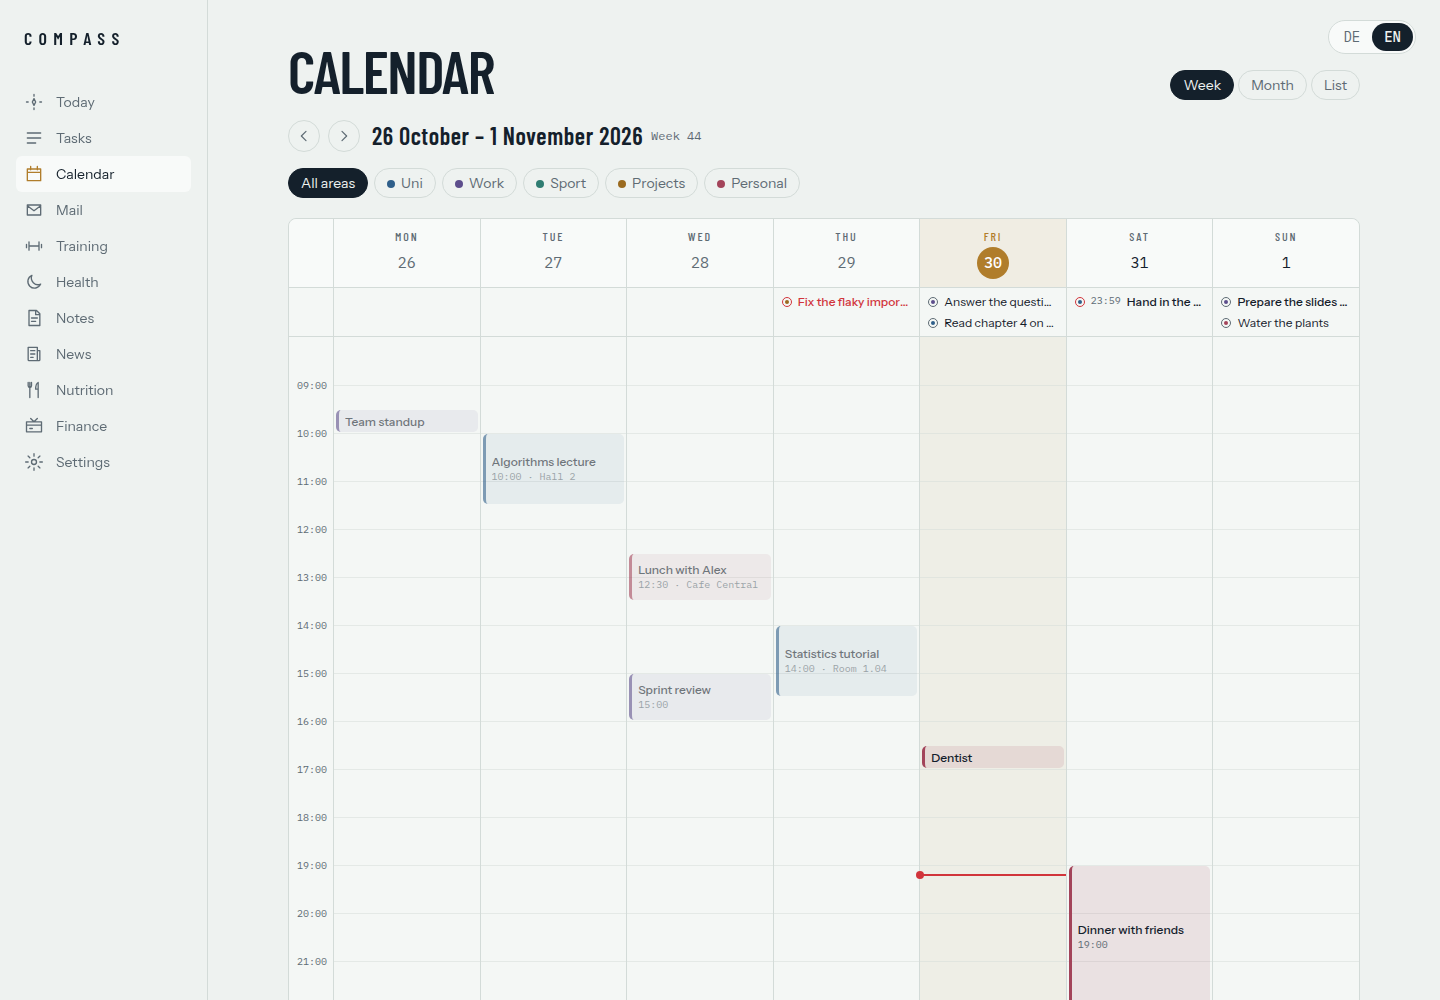 COMPASS
DE EN
CALENDAR
Week Month List
26 October – 1 November 2026 Week 44
All areas Uni Work Sport Projects Personal
Today
Tasks
Calendar
Mail
Training
Health
Notes
News
Nutrition
Finance
Settings
MON TUE WED THU FRI SAT SUN
26 27 28 29 30 31 1
Fix the flaky impor... Answer the questi... 23:59 Hand in the ... Prepare the slides ...
Read chapter 4 on ... Water the plants
09:00
Team standup
10:00
Algorithms lecture
10:00 · Hall 2
11:00
12:00
Lunch with Alex
12:30 · Cafe Central
13:00
14:00
Statistics tutorial
14:00 · Room 1.04
15:00
Sprint review
15:00
16:00
Dentist
17:00
18:00
19:00
20:00
Dinner with friends
19:00
21:00